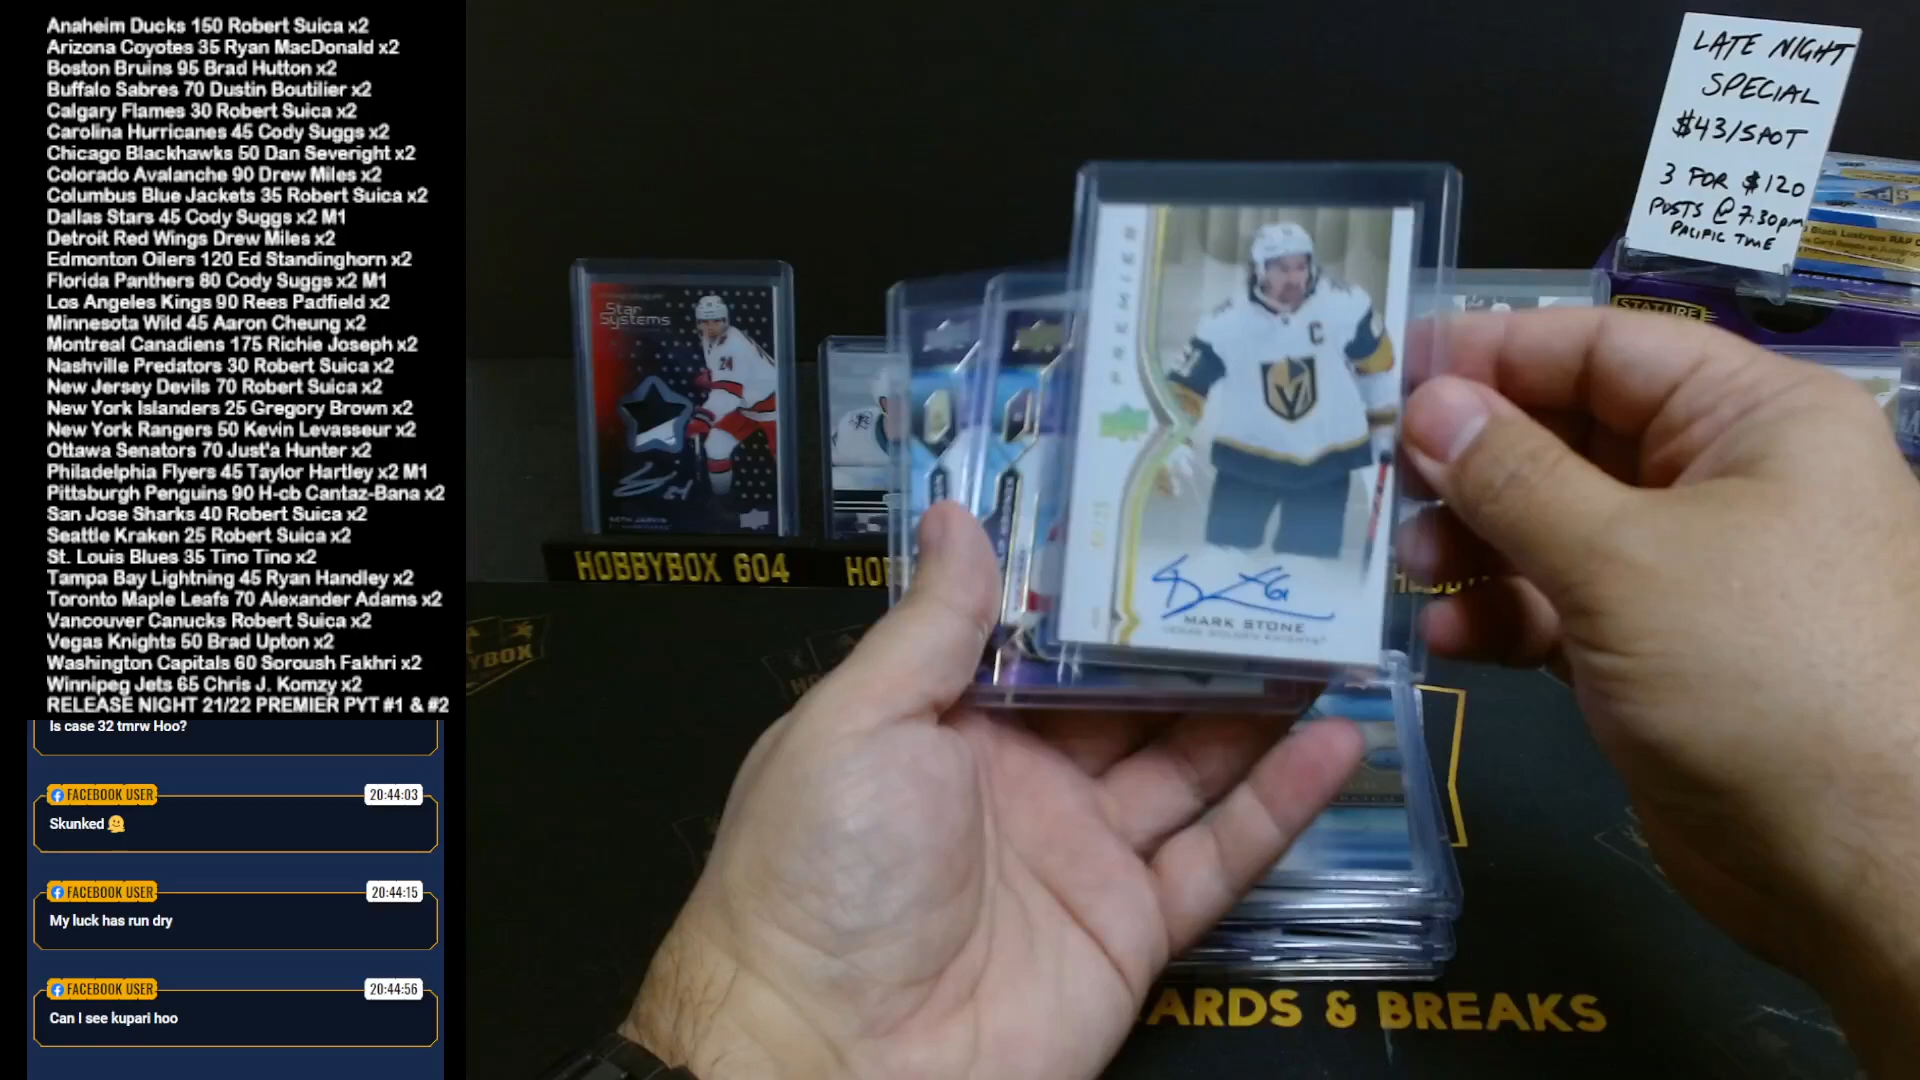 Anaheim Ducks 150 Robert Suica x2
Arizona Coyotes 35 Ryan MacDonald x2
Boston Bruins 95 Brad Hutton x2
Buffalo Sabres 70 Dustin Boutilier x2
Calgary Flames 30 Robert Suica x2
Carolina Hurricanes 45 Cody Suggs x2
Chicago Blackhawks 50 Dan Severight x2
Colorado Avalanche 90 Drew Miles x2
Columbus Blue Jackets 35 Robert Suica x2
Dallas Stars 45 Cody Suggs x2 M1
Detroit Red Wings Drew Miles x2
Edmonton Oilers 120 Ed Standinghorn x2
Florida Panthers 80 Cody Suggs x2 M1
Los Angeles Kings 90 Rees Padfield x2
Minnesota Wild 45 Aaron Cheung x2
Montreal Canadiens 175 Richie Joseph x2
Nashville Predators 30 Robert Suica x2
New Jersey Devils 70 Robert Suica x2
New York Islanders 25 Gregory Brown x2
New York Rangers 50 Kevin Levasseur x2
Ottawa Senators 70 Just'a Hunter x2
Philadelphia Flyers 45 Taylor Hartley x2 M1
Pittsburgh Penguins 90 H-cb Cantaz-Bana x2
San Jose Sharks 40 Robert Suica x2
Seattle Kraken 25 Robert Suica x2
St. Louis Blues 35 Tino Tino x2
Tampa Bay Lightning 45 Ryan Handley x2
Toronto Maple Leafs 70 Alexander Adams x2
Vancouver Canucks Robert Suica x2
Vegas Knights 50 Brad Upton x2
Washington Capitals 60 Soroush Fakhri x2
Winnipeg Jets 65 Chris J. Komzy x2
RELEASE NIGHT 21/22 PREMIER PYT #1 & #2
Is case 32 tmrw Hoo?
FACEBOOK USER 20:44:03
Skunked
FACEBOOK USER 20:44:15
My luck has run dry
FACEBOOK USER 20:44:56
Can I see kupari hoo
LATE NIGHT
SPECIAL
$43/SPOT
3 FOR $120
POSTS @ 7:30pm
PACIFIC TIME
STATURE
Star
Systems
24
SETH JARVIS
HOBBYBOX 604
HO
PREMIER
C
MARK STONE
VEGAS GOLDEN KNIGHTS
YBOX
ARDS & BREAKS